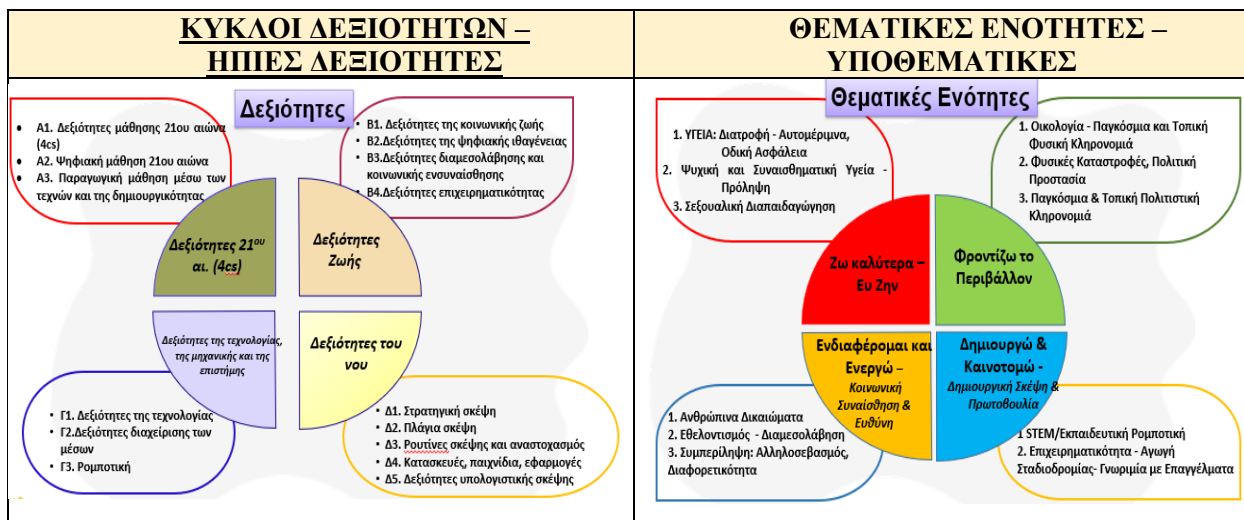 ΚΥΚΛΟΙ ΔΕΞΙΟΤΗΤΩΝ –
ΗΠΙΕΣ ΔΕΞΙΟΤΗΤΕΣ
Δεξιότητες
• Α1. Δεξιότητες μάθησης 21ου αιώνα
(4cs)
• Α2. Ψηφιακή μάθηση 21ου αιώνα
• Α3. Παραγωγική μάθηση μέσω των
τεχνών και της δημιουργικότητας
• Β1. Δεξιότητες της κοινωνικής ζωής
• Β2.Δεξιότητες της ψηφιακής ιθαγένειας
• Β3.Δεξιότητες διαμεσολάβησης και
κοινωνικής ενσυναίσθησης
• Β4.Δεξιότητες επιχειρηματικότητας
Δεξιότητες 21ου
αι. (4cs)
Δεξιότητες
Ζωής
Δεξιότητες της τεχνολογίας,
της μηχανικής και της
επιστήμης
Δεξιότητες του
νου
• Γ1. Δεξιότητες της τεχνολογίας
• Γ2.Δεξιότητες διαχείρισης των
μέσων
• Γ3. Ρομποτική
• Δ1. Στρατηγική σκέψη
• Δ2. Πλάγια σκέψη
• Δ3. Ρουτίνες σκέψης και αναστοχασμός
• Δ4. Κατασκευές, παιχνίδια, εφαρμογές
• Δ5. Δεξιότητες υπολογιστικής σκέψης
ΘΕΜΑΤΙΚΕΣ ΕΝΟΤΗΤΕΣ –
ΥΠΟΘΕΜΑΤΙΚΕΣ
Θεματικές Ενότητες
1. ΥΓΕΙΑ: Διατροφή - Αυτομέριμνα,
Οδική Ασφάλεια
2. Ψυχική και Συναισθηματική Υγεία -
Πρόληψη
3. Σεξουαλική Διαπαιδαγώγηση
1. Οικολογία - Παγκόσμια και Τοπική
Φυσική Κληρονομιά
2. Φυσικές Καταστροφές, Πολιτική
Προστασία
3. Παγκόσμια & Τοπική Πολιτιστική
Κληρονομιά
Ζω καλύτερα –
Ευ Ζην
Φροντίζω το
Περιβάλλον
Ενδιαφέρομαι και
Ενεργώ –
Κοινωνική
Συναίσθηση &
Ευθύνη
Δημιουργώ &
Καινοτομώ -
Δημιουργική Σκέψη &
Πρωτοβουλία
1. Ανθρώπινα Δικαιώματα
2. Εθελοντισμός - Διαμεσολάβηση
3. Συμπερίληψη: Αλληλοσεβασμός,
Διαφορετικότητα
1 STEM/Εκπαιδευτική Ρομποτική
2. Επιχειρηματικότητα - Αγωγή
Σταδιοδρομίας- Γνωριμία με Επαγγέλματα